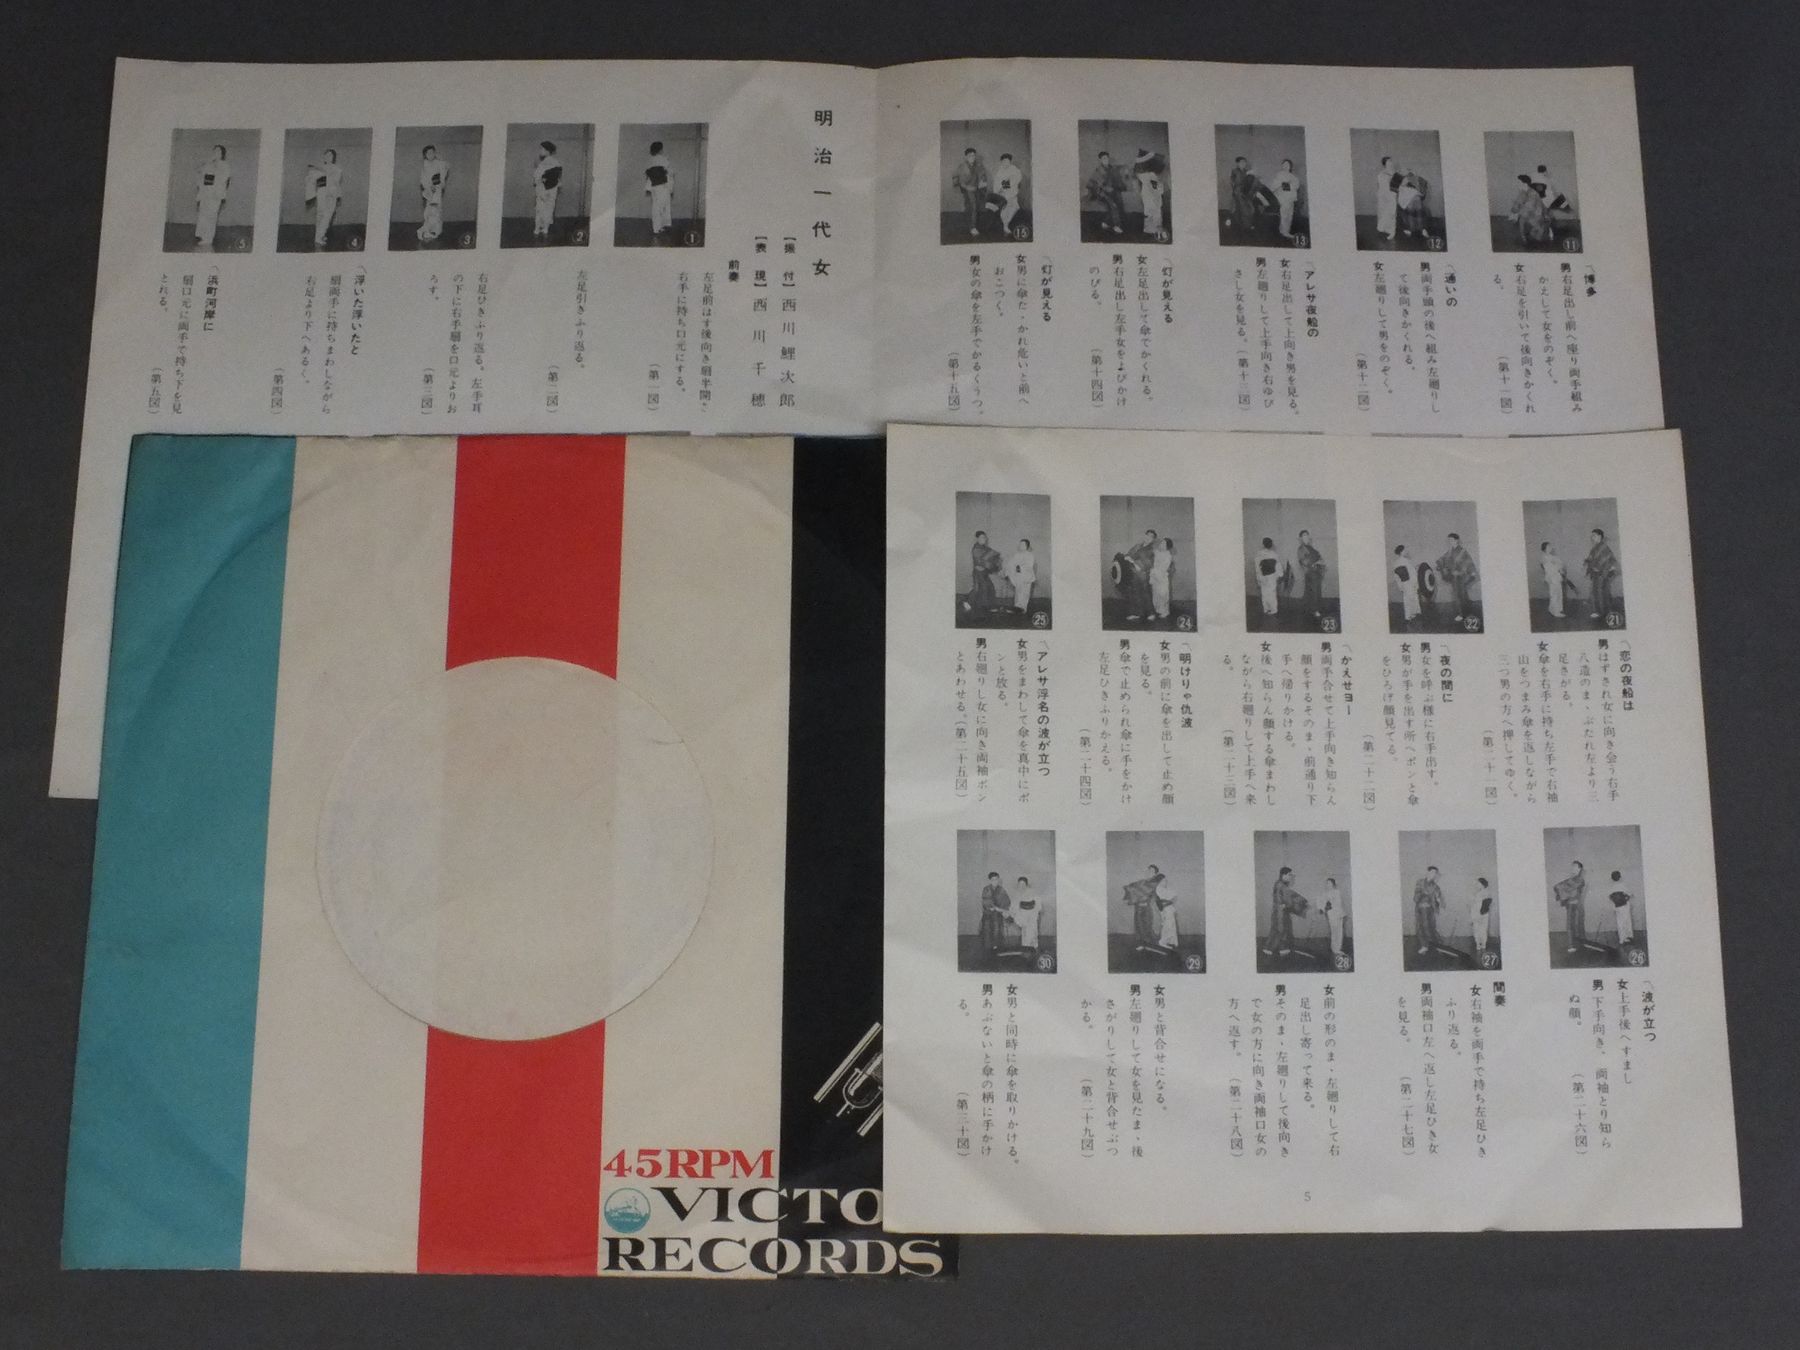 ⑪
〽博多
男右足出し前へ座り両手組み
かえして女をのぞく。
女右足を引いて後向きかくれ
る。
（第十一図）
⑫
〽通いの
男両手頭の後へ組み左廻りし
て後向きかくれる。
女左廻りして男をのぞく。
（第十二図）
⑬
〽アレサ夜船の
女右足出して上向き男を見る。
男左廻りして上手向き右ゆび
さし女を見る。（第十三図）
⑭
〽灯が見える
女左足出して傘でかくれる。
男右足出し左手女をよびかけ
のびる。
（第十四図）
⑮
〽灯が見える
女男に傘たゝかれ危いと前へ
おこつく。
男女の傘を左手でかるくうつ。
（第十五図）
明治一代女
【振付】西川鯉次郎
【表現】西川千穂
前奏
①
左足前はす後向き扇半開き
右手に持ち口元にする。
（第一図）
②
左足引きふり返る。
（第二図）
③
右足ひきふり返る。左手耳
の下に右手扇を口元よりお
ろす。
（第三図）
④
〽浮いた浮いたと
扇両手に持ちまわしながら
右足より下へあるく。
（第四図）
⑤
〽浜町河岸に
扇口元に両手で持ち下を見
とれる。
（第五図）
㉑
〽恋の夜船は
男はずされ女に向き会う右手
八造のまゝぶたれ左より三
足さがる。
女傘を右手に持ち左手で右袖
山をつまみ傘を返しながら
三つ男の方へ押してゆく。
（第二十一図）
㉒
〽夜の間に
男女を呼ぶ様に右手出す。
女男が手を出す所へポンと傘
をひろげ顔見てる。
（第二十二図）
㉓
〽かえせヨー
男両手合せて上手向き知らん
顔をするそのまゝ前通り下
手へ帰りかける。
女後へ知らん顔する傘まわし
ながら右廻りして上手へ来
る。
（第二十三図）
㉔
〽明けりゃ仇波
女男の前に傘を出して止め顔
を見る。
男傘で止められ傘に手をかけ
左足ひきふりかえる。
（第二十四図）
㉕
〽アレサ浮名の波が立つ
女男をまわして傘を真中にポ
ンと放る。
男右廻りし女に向き両袖ポン
とあわせる。（第二十五図）
㉖
〽波が立つ
女上手後へすまし
男下手向き、両袖とり知ら
ぬ顔。
（第二十六図）
㉗
間奏
女右袖を両手で持ち左足ひき
ふり返る。
男両袖口左へ返し左足ひき女
を見る。
（第二十七図）
㉘
女前の形のまゝ左廻りして右
足出し寄って来る。
男そのまゝ左廻りして後向き
で女の方に向き両袖口女の
方へ返す。
（第二十八図）
㉙
女男と背合せになる。
男左廻りして女を見たまゝ後
さがりして女と背合せぶつ
かる。
（第二十九図）
㉚
女男と同時に傘を取りかける。
男あぶないと傘の柄に手かけ
る。
（第三十図）
5
45RPM
VICTO
RECORDS